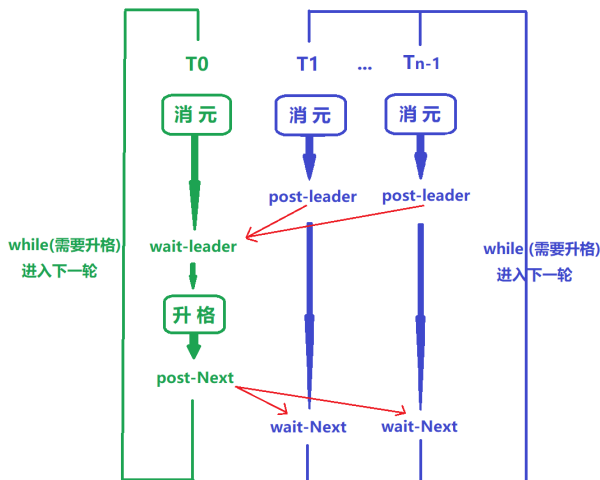 T0
T1
...
Tn-1
消元
消元
消元
post-leader
post-leader
while(需要升格)
进入下一轮
wait-leader
while(需要升格)
进入下一轮
升格
post-Next
wait-Next
wait-Next